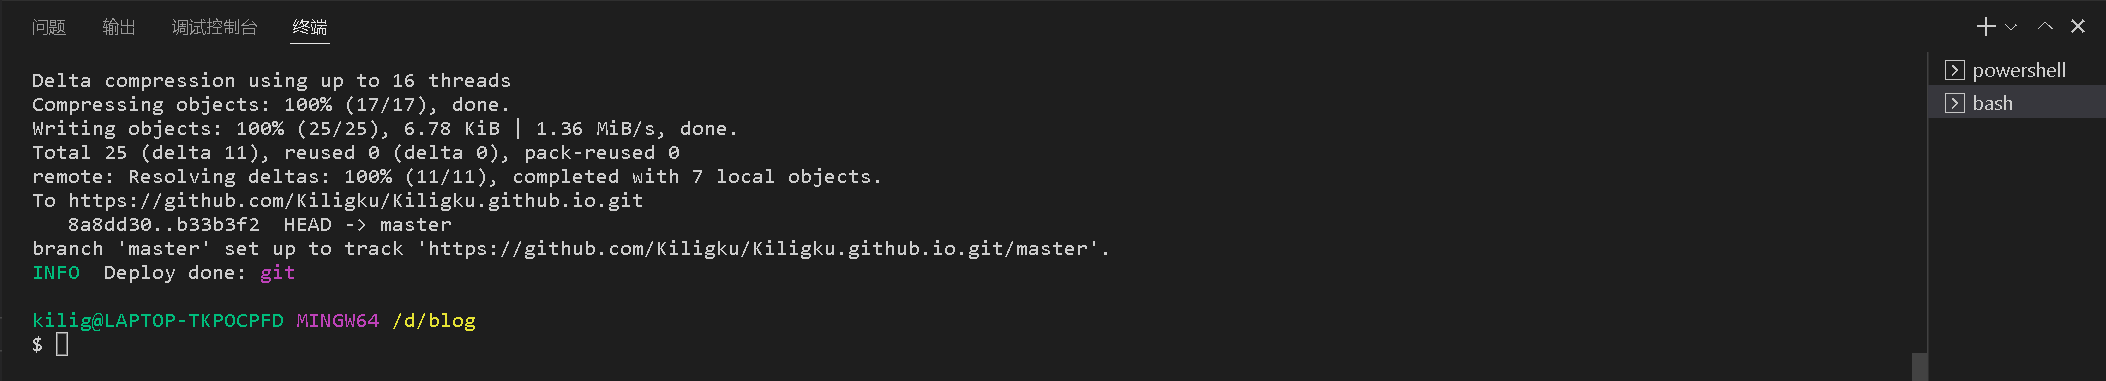 问题 输出 调试控制台 终端
Delta compression using up to 16 threads
Compressing objects: 100% (17/17), done.
Writing objects: 100% (25/25), 6.78 KiB | 1.36 MiB/s, done.
Total 25 (delta 11), reused 0 (delta 0), pack-reused 0
remote: Resolving deltas: 100% (11/11), completed with 7 local objects.
To https://github.com/Kiligku/Kiligku.github.io.git
   8a8dd30..b33b3f2  HEAD -> master
branch 'master' set up to track 'https://github.com/Kiligku/Kiligku.github.io.git/master'.
INFO  Deploy done: git
kilig@LAPTOP-TKPOCPFD MINGW64 /d/blog
$
powershell
bash